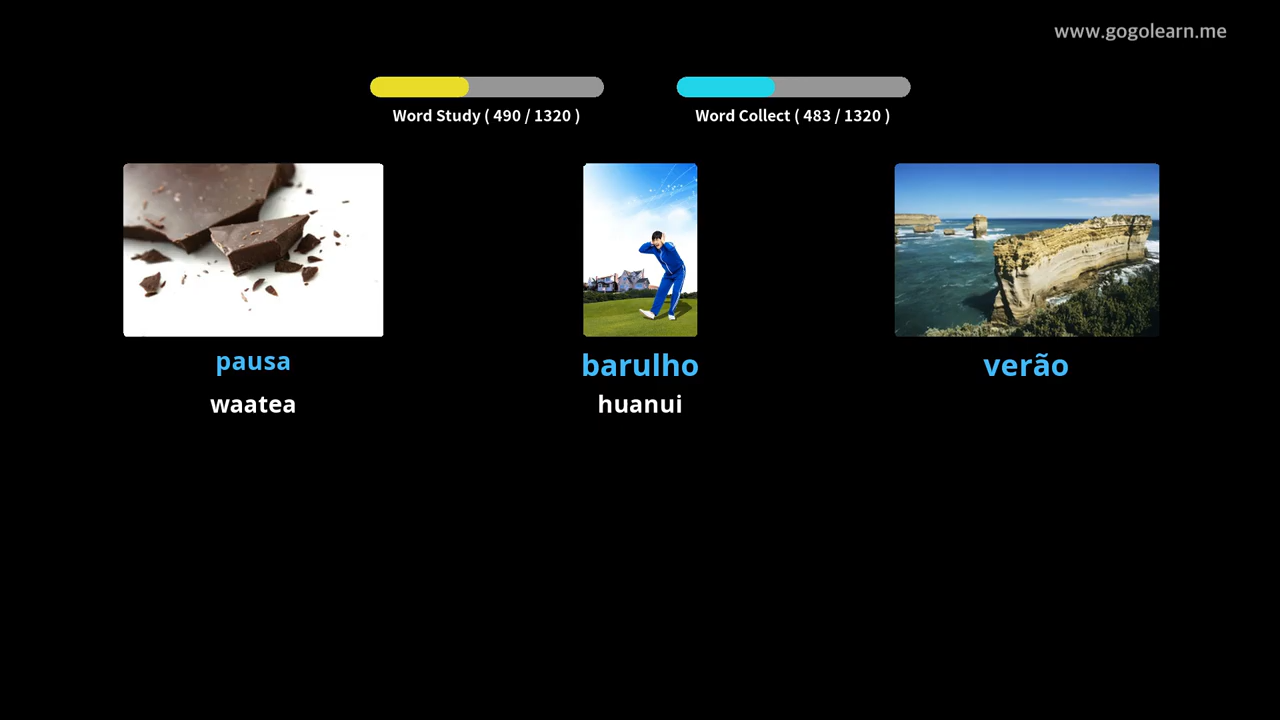 www.gogolearn.me
Word Study ( 490 / 1320 )
Word Collect ( 483 / 1320 )
pausa
waatea
barulho
huanui
verão